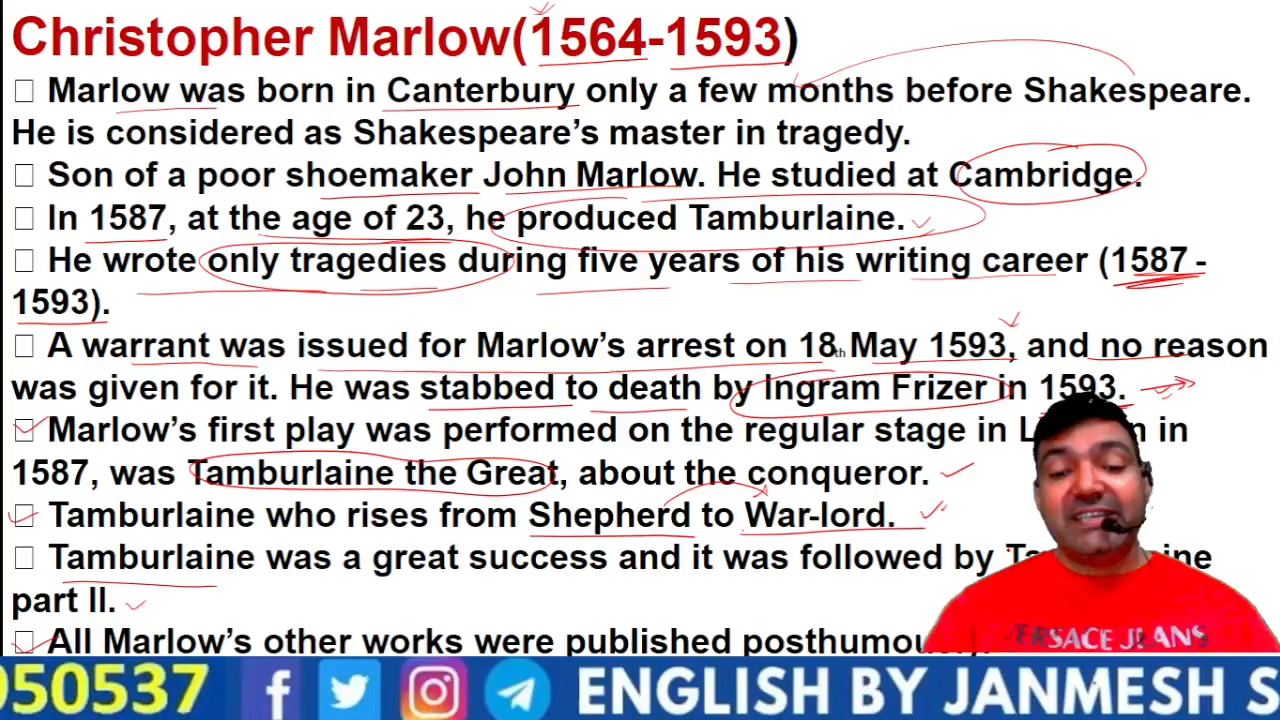 Christopher Marlow(1564-1593)
□ Marlow was born in Canterbury only a few months before Shakespeare.
He is considered as Shakespeare's master in tragedy.
□ Son of a poor shoemaker John Marlow. He studied at Cambridge.
□ In 1587, at the age of 23, he produced Tamburlaine.
□ He wrote only tragedies during five years of his writing career (1587 -
1593).
□ A warrant was issued for Marlow's arrest on 18th May 1593, and no reason
was given for it. He was stabbed to death by Ingram Frizer in 1593.
□ Marlow's first play was performed on the regular stage in in
1587, was Tamburlaine the Great, about the conqueror.
□ Tamburlaine who rises from Shepherd to War-lord.
□ Tamburlaine was a great success and it was followed by
part II.
□ All Marlow's other works were published
VERSACE JEANS
050537 ENGLISH BY JANMESH S